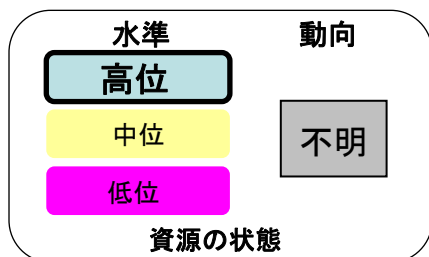 水準 動向
高位
中位
不明
低位
資源の状態